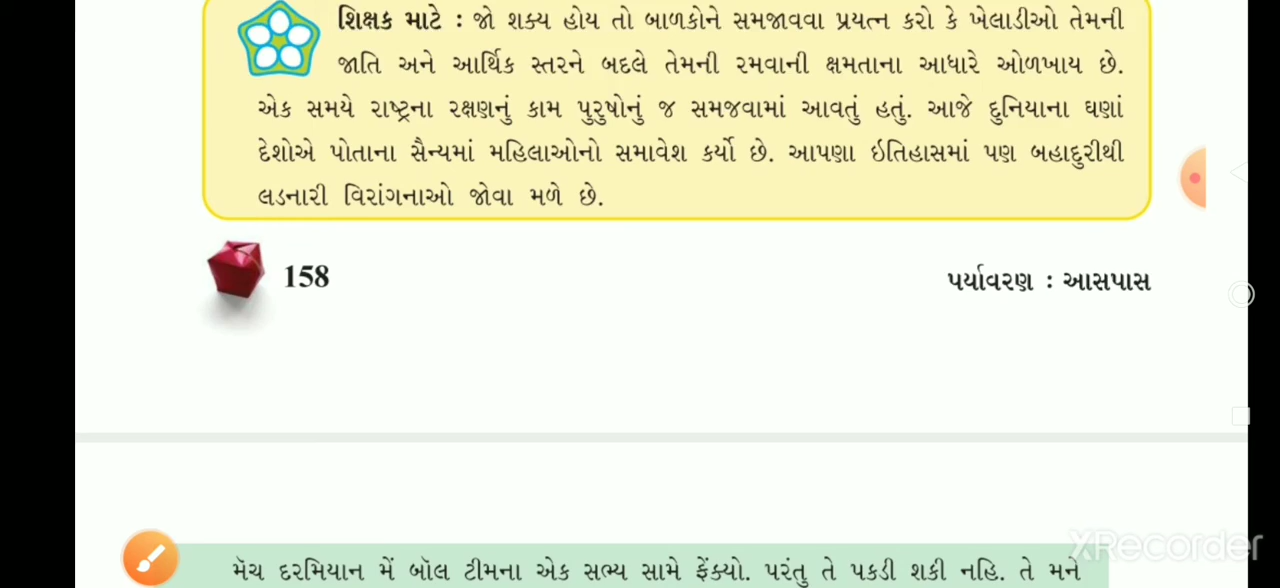 શિક્ષક માટે : જો શક્ય હોય તો બાળકોને સમજાવવા પ્રયત્ન કરો કે ખેલાડીઓ તેમની
જાતિ અને આર્થિક સ્તરને બદલે તેમની રમવાની ક્ષમતાના આધારે ઓળખાય છે.
એક સમયે રાષ્ટ્રના રક્ષણનું કામ પુરુષોનું જ સમજવામાં આવતું હતું. આજે દુનિયાના ઘણાં
દેશોએ પોતાના સૈન્યમાં મહિલાઓનો સમાવેશ કર્યો છે. આપણા ઇતિહાસમાં પણ બહાદુરીથી
લડનારી વિરાંગનાઓ જોવા મળે છે.
158
પર્યાવરણ : આસપાસ
XRecorder
મૅચ દરમિયાન મેં બૉલ ટીમના એક સભ્ય સામે ફેંક્યો. પરંતુ તે પકડી શકી નહિ. તે મને